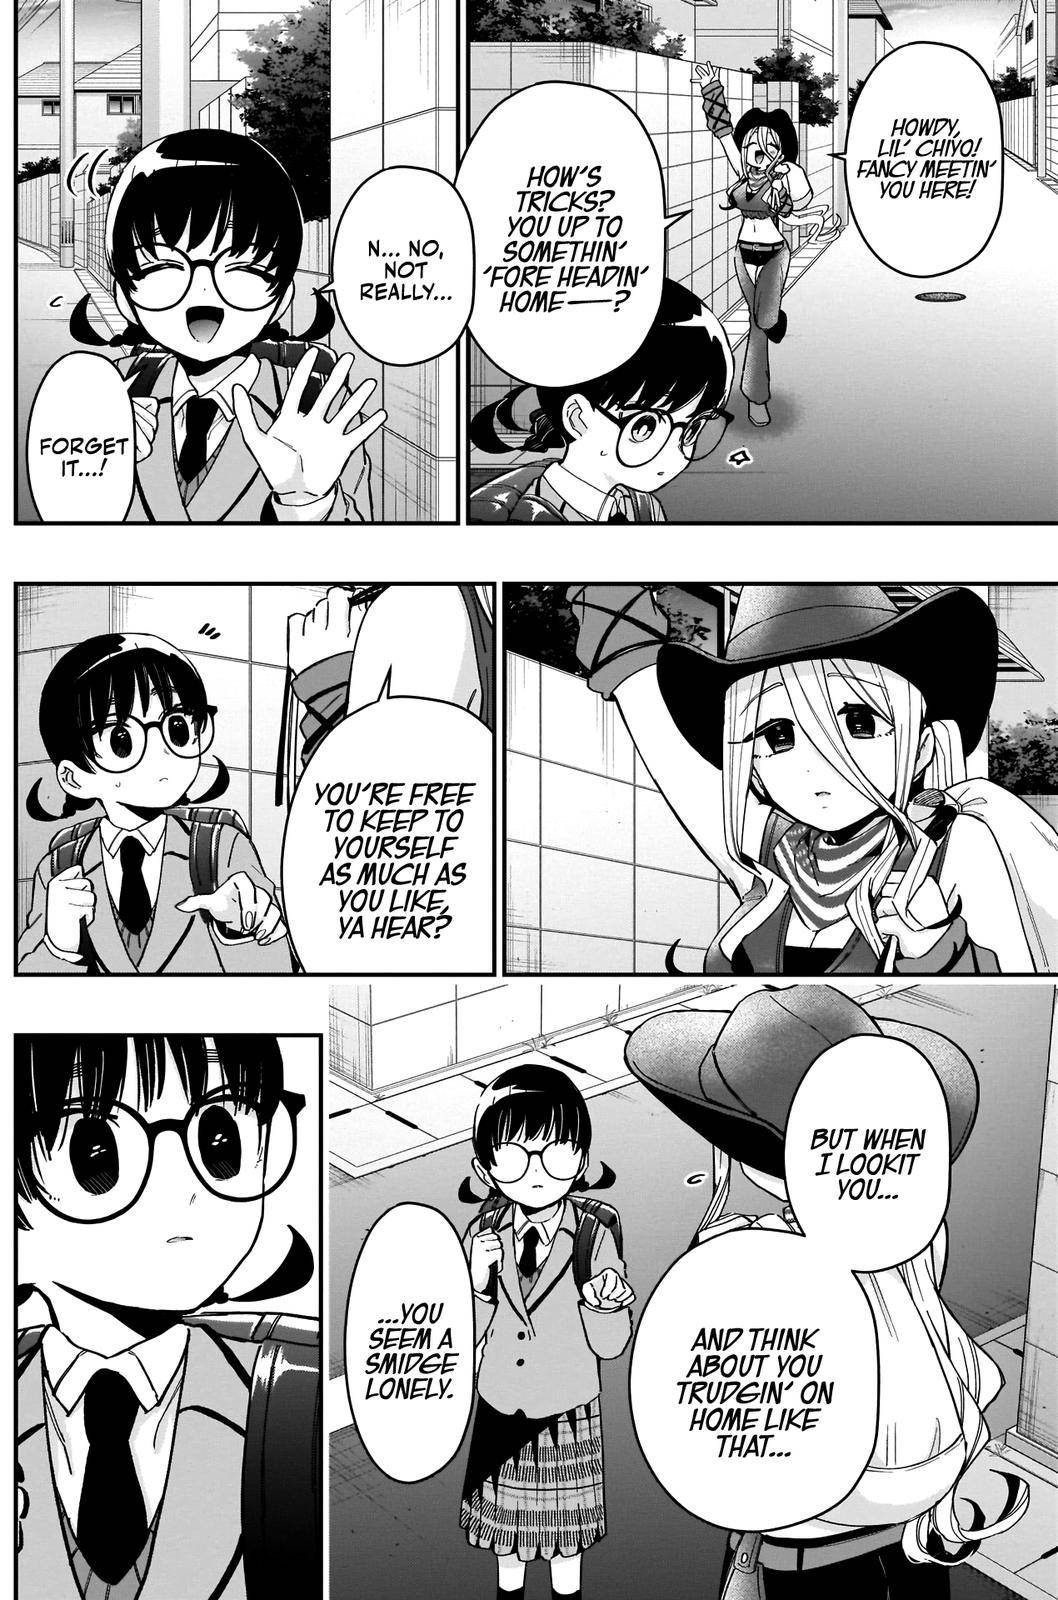 HOWDY,
LIL' CHIYO!
FANCY MEETIN'
YOU HERE!
HOW'S
TRICKS?
YOU UP TO
SOMETHIN'
'FORE HEADIN'
HOME——?
N... NO,
NOT
REALLY...
FORGET
IT...!
YOU'RE FREE
TO KEEP TO
YOURSELF
AS MUCH AS
YOU LIKE,
YA HEAR?
BUT WHEN
I LOOKIT
YOU...
AND THINK
ABOUT YOU
TRUDGIN' ON
HOME LIKE
THAT...
...YOU
SEEM A
SMIDGE
LONELY.